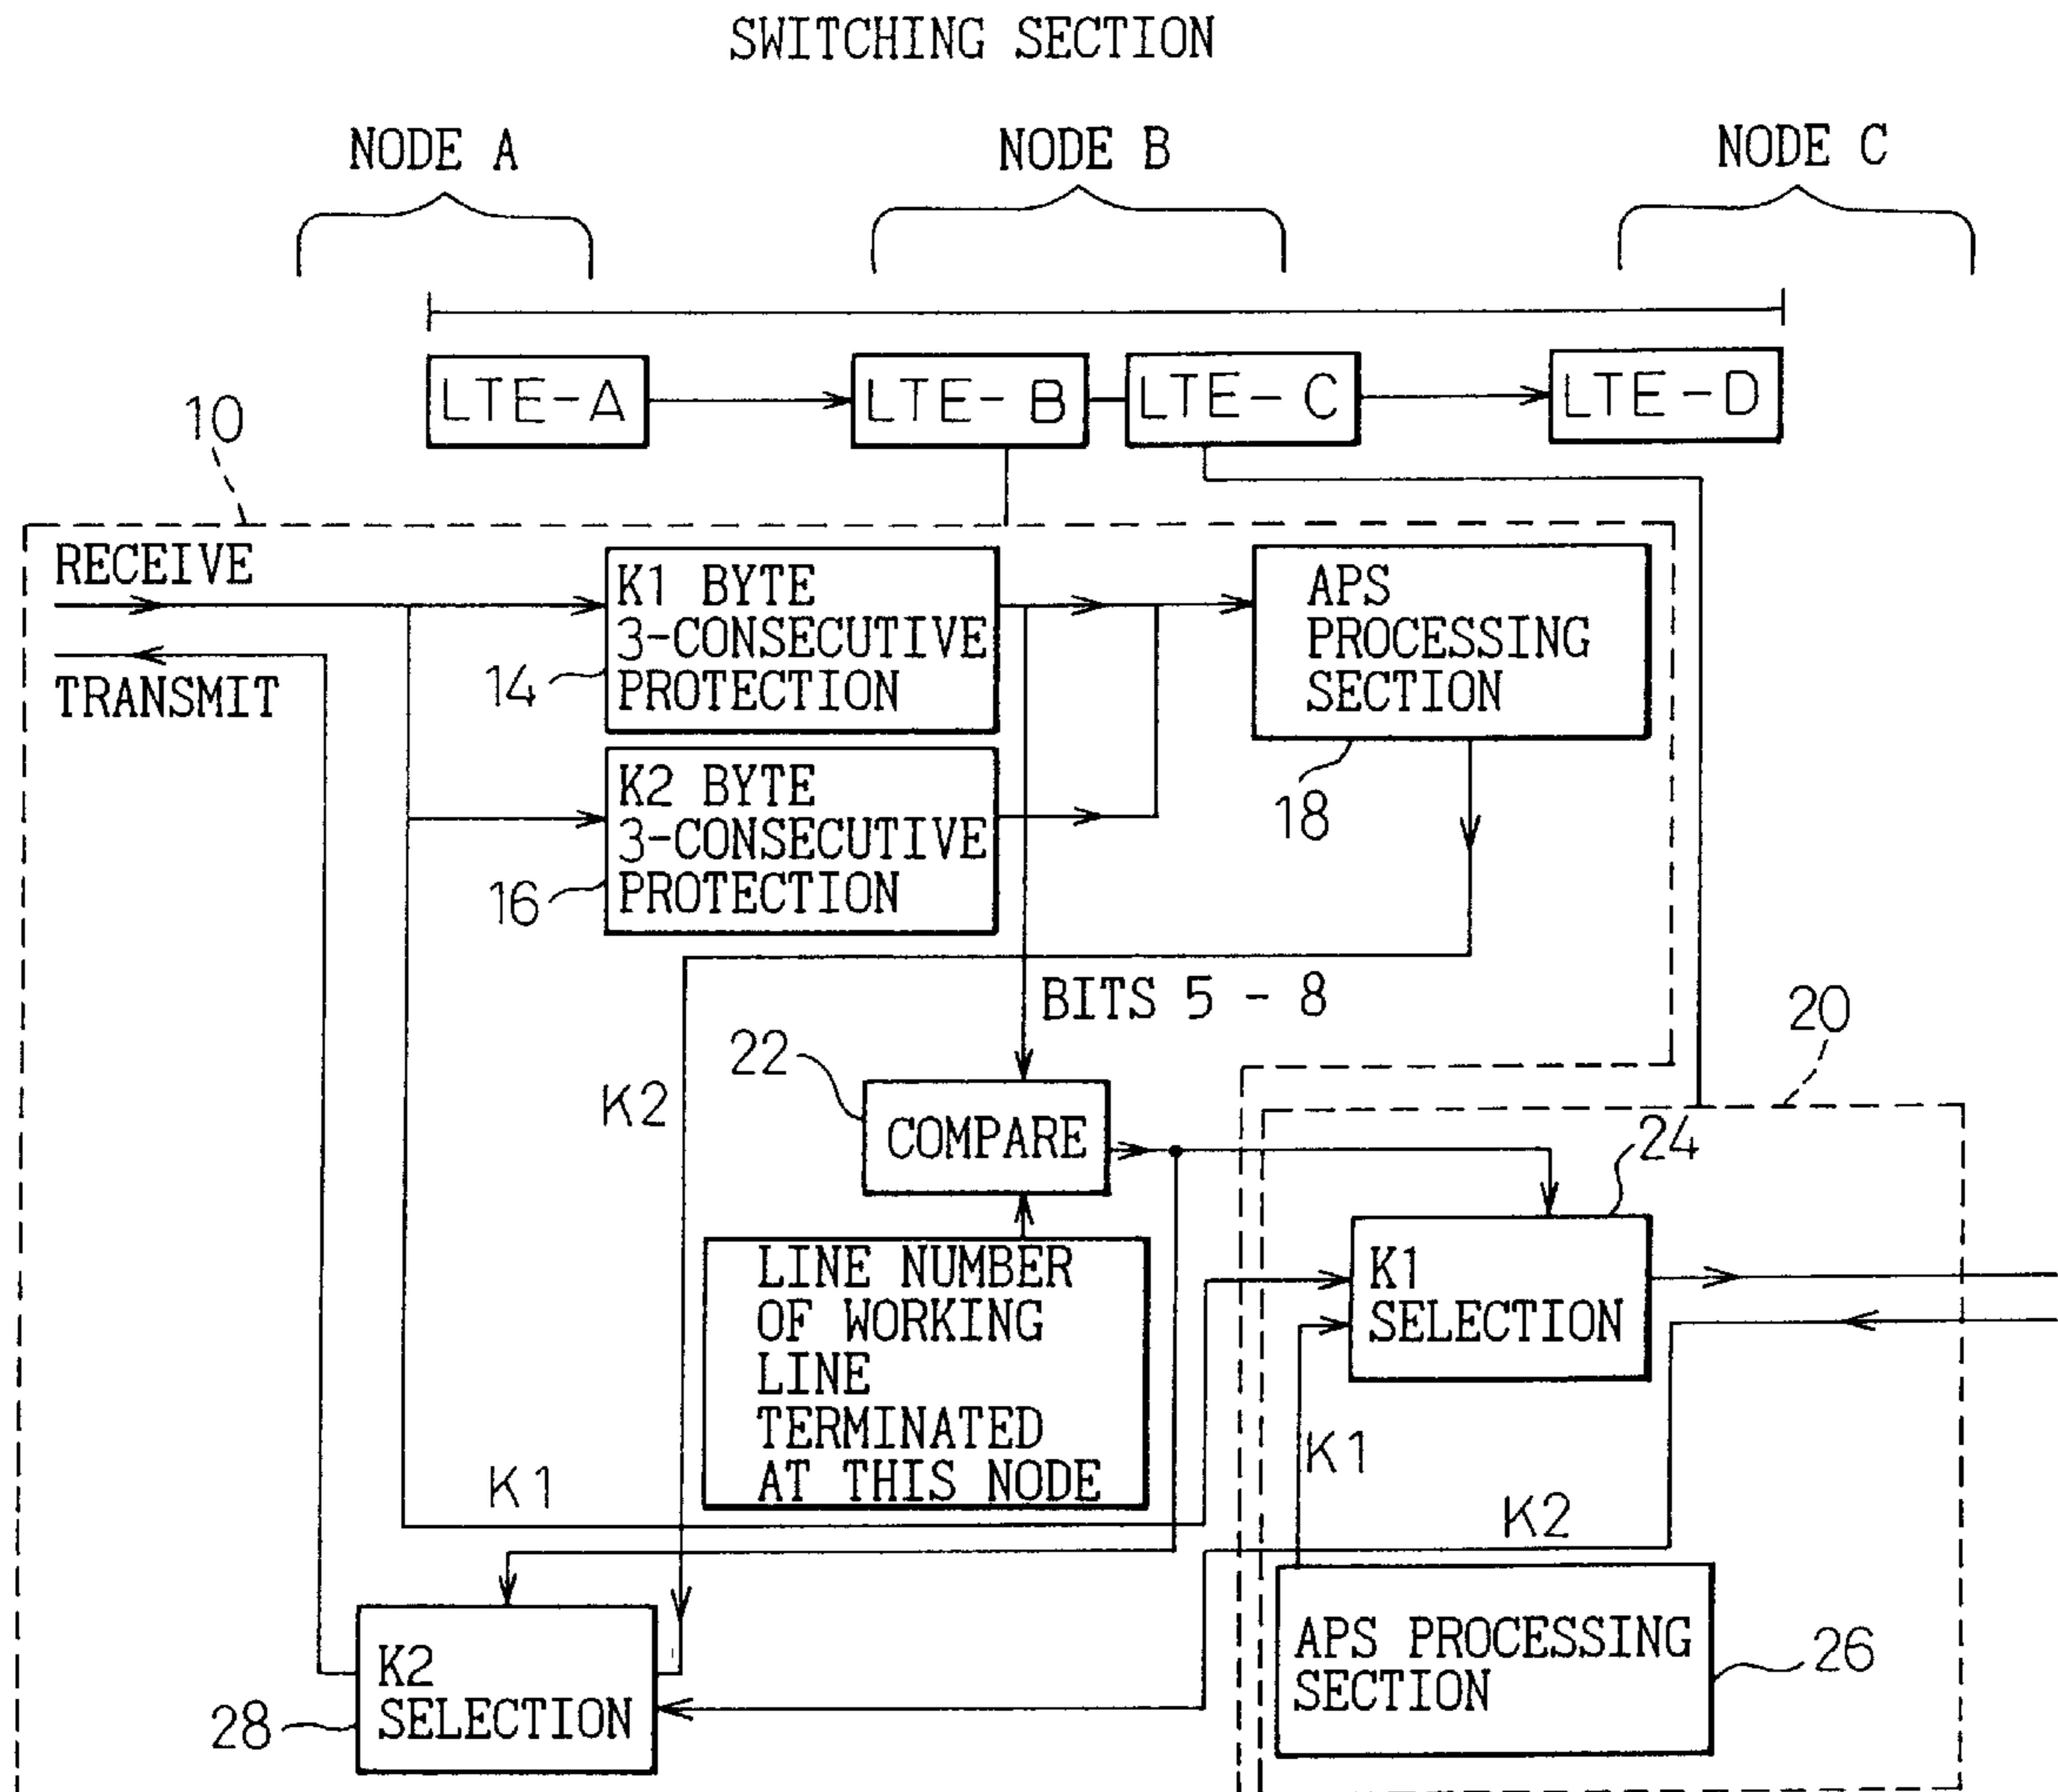 SWITCHING SECTION
NODE A
NODE B
NODE C
LTE-A
LTE- B
LTE- C
LTE-D
10
RECEIVE
TRANSMIT
K1 BYTE
3-CONSECUTIVE
PROTECTION
14
APS
PROCESSING
SECTION
18
K2 BYTE
3-CONSECUTIVE
PROTECTION
16
BITS 5 - 8
20
22
K2
COMPARE
24
LINE NUMBER
OF WORKING
LINE
TERMINATED
AT THIS NODE
K1
SELECTION
K1
K1
K2
K2
SELECTION
28
APS PROCESSING
SECTION
26